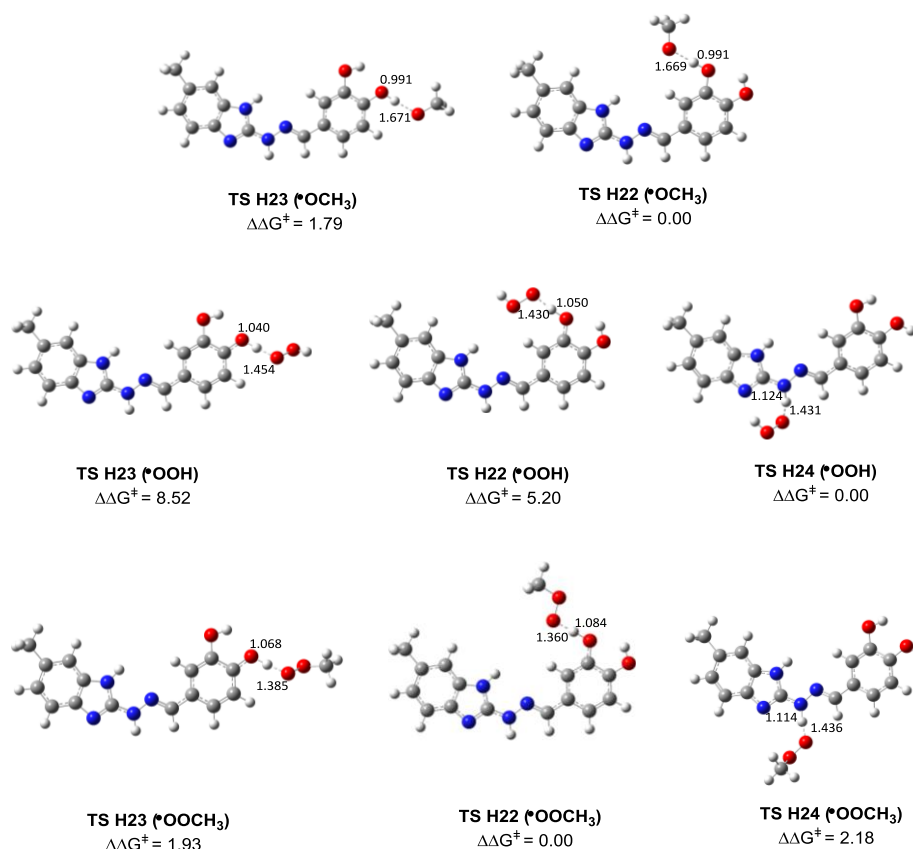 0.991
1.671
TS H23 (•OCH₃)
ΔΔG‡ = 1.79
0.991
1.669
TS H22 (•OCH₃)
ΔΔG‡ = 0.00
1.040
1.454
TS H23 (•OOH)
ΔΔG‡ = 8.52
1.050
1.430
TS H22 (•OOH)
ΔΔG‡ = 5.20
1.124
1.431
TS H24 (•OOH)
ΔΔG‡ = 0.00
1.068
1.385
TS H23 (•OOCH₃)
ΔΔG‡ = 1.93
1.084
1.360
TS H22 (•OOCH₃)
ΔΔG‡ = 0.00
1.114
1.436
TS H24 (•OOCH₃)
ΔΔG‡ = 2.18